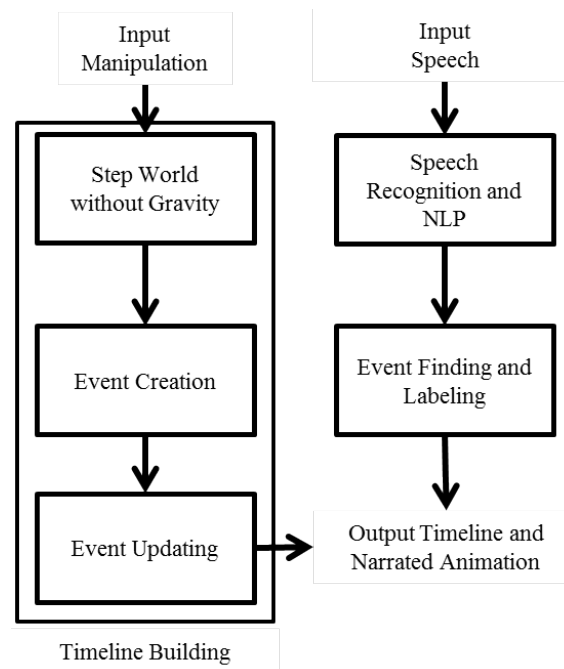 Input
Manipulation
Step World
without Gravity
Event Creation
Event Updating
Timeline Building
Input
Speech
Speech
Recognition and
NLP
Event Finding and
Labeling
Output Timeline and
Narrated Animation